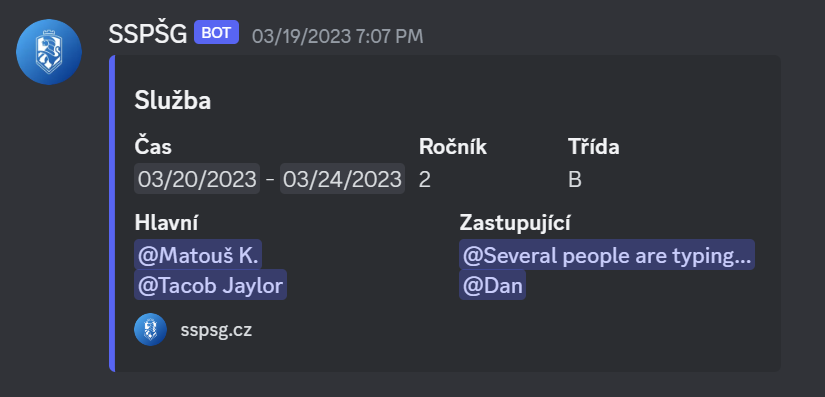 SSPŠG BOT 03/19/2023 7:07 PM
Služba
Čas Ročník Třída
03/20/2023 - 03/24/2023 2 B
Hlavní Zastupující
@Matouš K. @Several people are typing...
@Tacob Jaylor @Dan
sspsg.cz